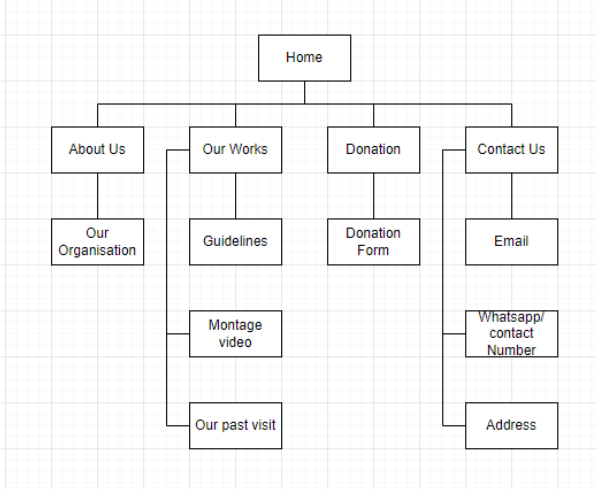 Home
About Us
Our Works
Donation
Contact Us
Our
Organisation
Guidelines
Donation
Form
Email
Montage
video
Whatsapp/
contact
Number
Our past visit
Address